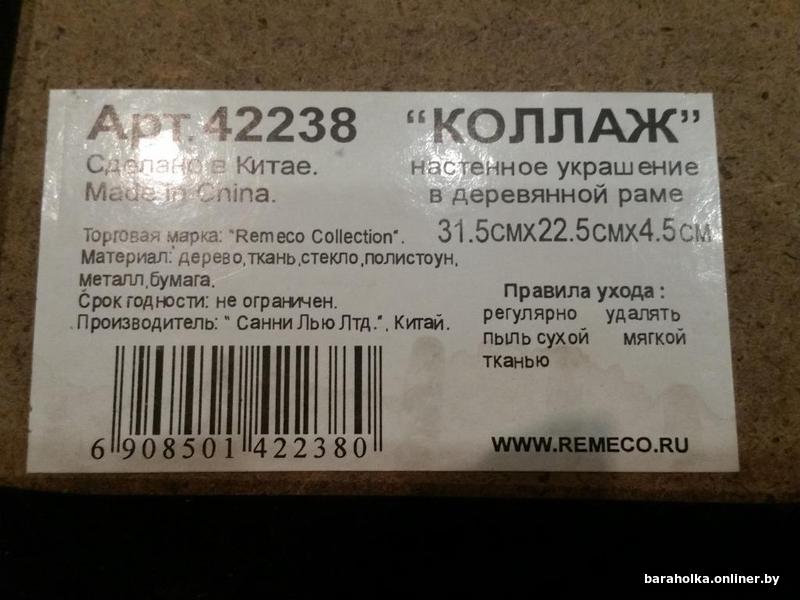 Арт. 42238
Сделано в Китае.
Made in China.
Торговая марка: "Remeco Collection".
Материал: дерево,ткань,стекло,полистоун,
металл,бумага.
Срок годности: не ограничен.
Производитель: " Санни Лью Лтд.", Китай.
6 908501 422380
"КОЛЛАЖ"
настенное украшение
в деревянной раме
31.5СМХ22.5СМХ4.5СМ
Правила ухода :
регулярно удалять
пыль сухой мягкой
тканью
WWW.REMECO.RU
baraholka.onliner.by